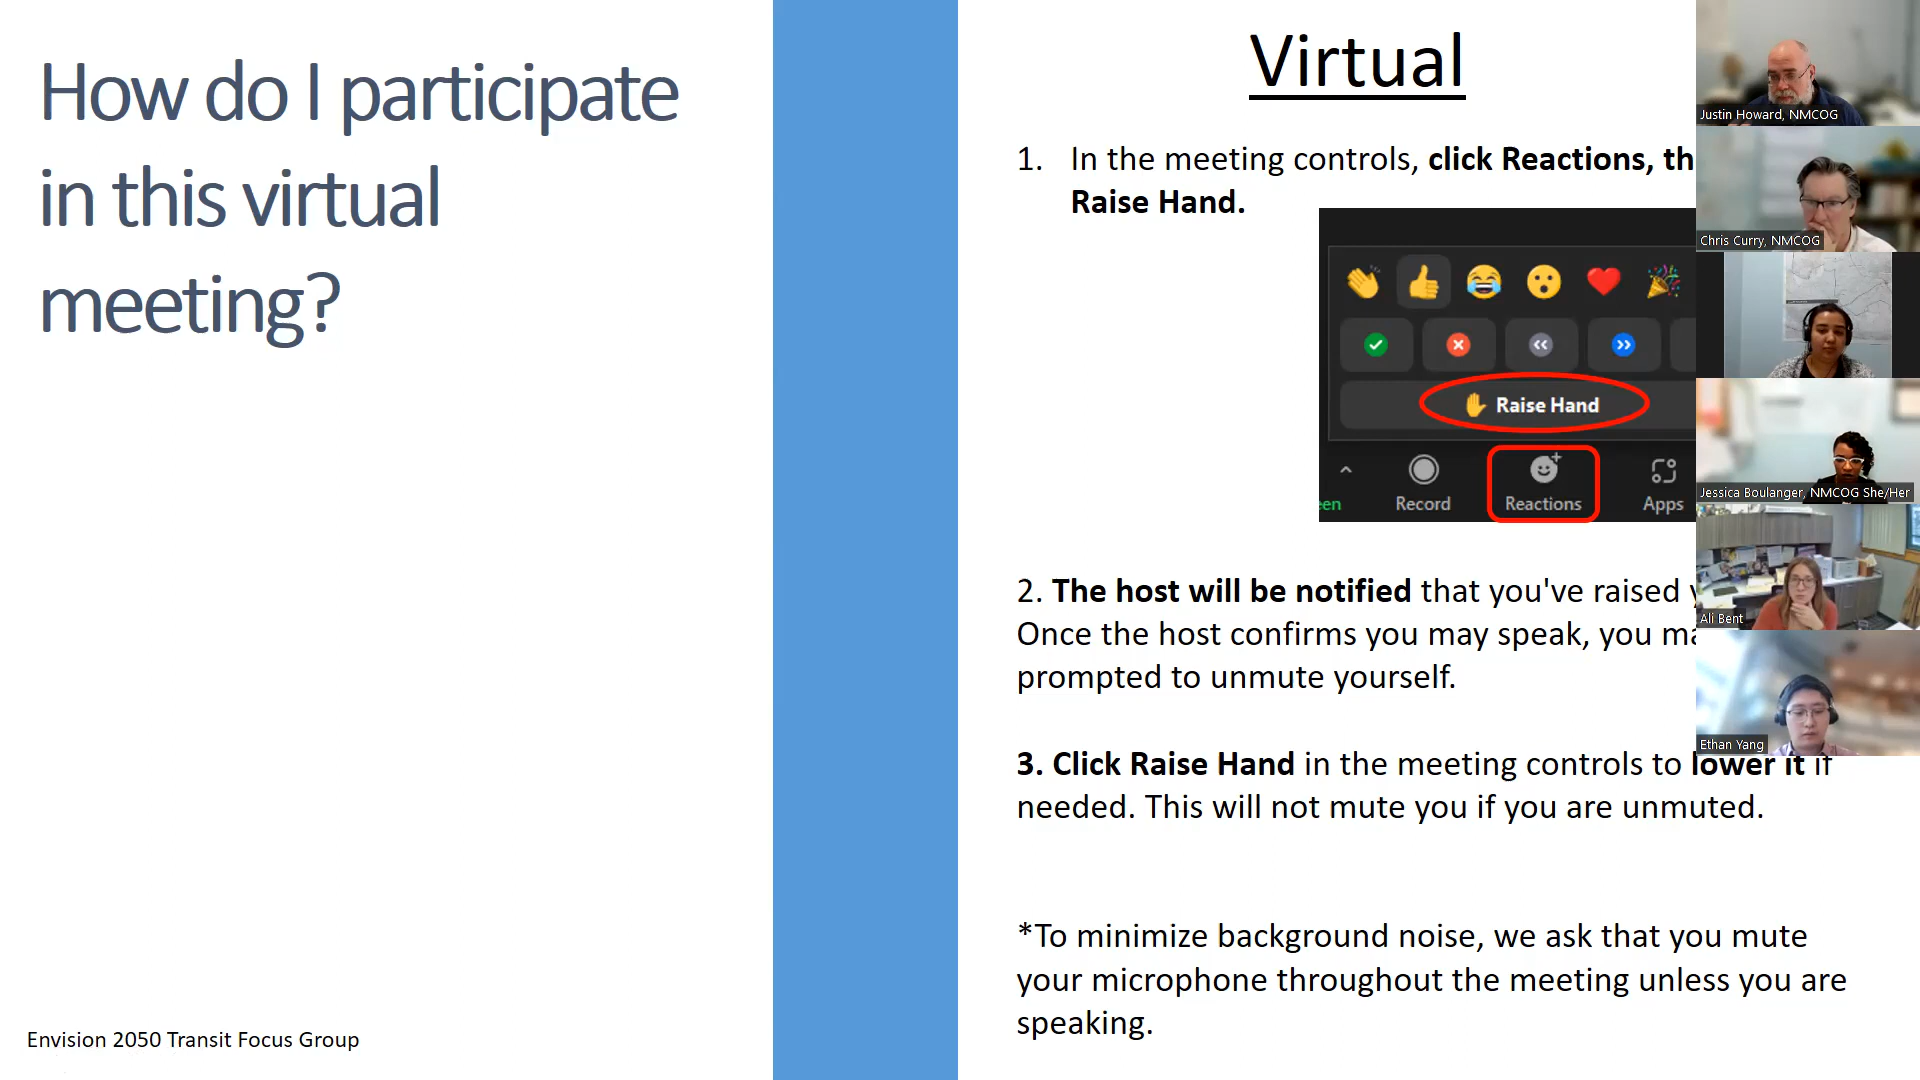 How do I participate
in this virtual
meeting?
Envision 2050 Transit Focus Group
Virtual
1. In the meeting controls, click Reactions,
Raise Hand.
Raise Hand
Record
Reactions
Apps
2. The host will be notified that you've raised
Once the host confirms you may speak, you
prompted to unmute yourself.
3. Click Raise Hand in the meeting controls to lower it if
needed. This will not mute you if you are unmuted.
*To minimize background noise, we ask that you mute
your microphone throughout the meeting unless you are
speaking.
Justin Howard, NMCOG
Chris Curry, NMCOG
Jessica Boulanger, NMCOG She/Her
Ali Bent
Ethan Yang